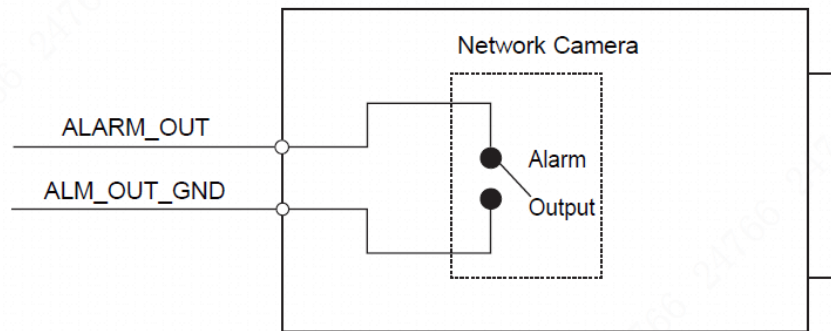 Network Camera
ALARM_OUT
Alarm
ALM_OUT_GND
Output